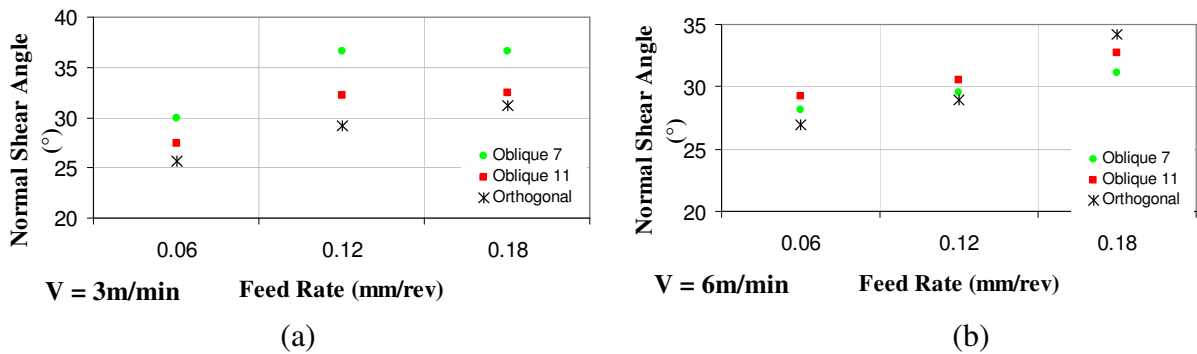 40
35
30
25
20
Normal Shear Angle
(°)
Oblique 7
Oblique 11
Orthogonal
0.06
0.12
0.18
V = 3m/min
Feed Rate (mm/rev)
(a)
35
30
25
20
Normal Shear Angle
(°)
Oblique 7
Oblique 11
Orthogonal
0.06
0.12
0.18
V = 6m/min
Feed Rate (mm/rev)
(b)